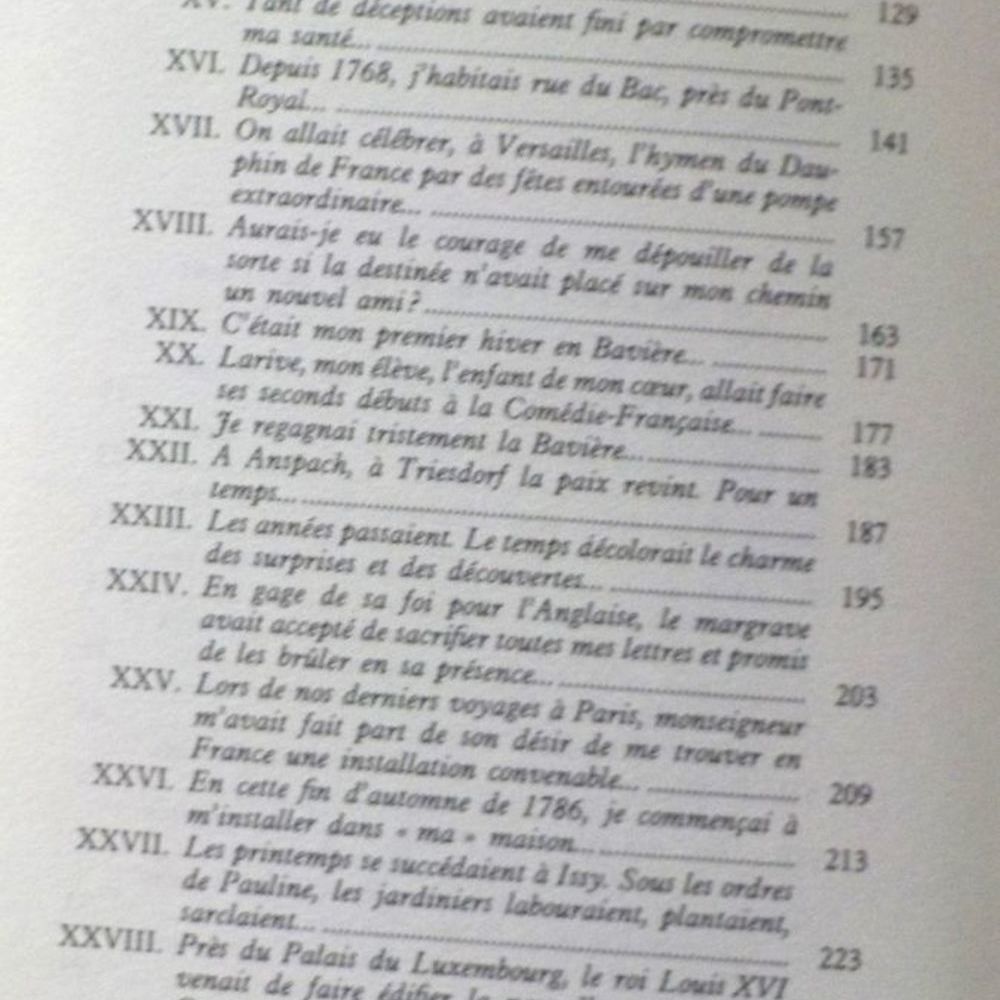 129
XV. Tant de déceptions avaient fini par compromettre
ma santé... 135
XVI. Depuis 1768, j'habitais rue du Bac, près du Pont-
Royal... 141
XVII. On allait célébrer, à Versailles, l'hymen du Dau-
phin de France par des fêtes entourées d'une pompe
extraordinaire... 157
XVIII. Aurais-je eu le courage de me dépouiller de la
sorte si la destinée n'avait placé sur mon chemin
un nouvel ami ? 163
XIX. C'était mon premier hiver en Bavière... 171
XX. Larive, mon élève, l'enfant de mon cœur, allait faire
ses seconds débuts à la Comédie-Française... 177
XXI. Je regagnai tristement la Bavière... 183
XXII. A Anspach, à Triesdorf la paix revint. Pour un
temps... 187
XXIII. Les années passaient. Le temps décolorait le charme
des surprises et des découvertes... 195
XXIV. En gage de sa foi pour l'Anglaise, le margrave
avait accepté de sacrifier toutes mes lettres et promis
de les brûler en sa présence... 203
XXV. Lors de nos derniers voyages à Paris, monseigneur
m'avait fait part de son désir de me trouver en
France une installation convenable... 209
XXVI. En cette fin d'automne de 1786, je commençai à
m'installer dans « ma » maison... 213
XXVII. Les printemps se succédaient à Issy. Sous les ordres
de Pauline, les jardiniers labouraient, plantaient,
sarclaient... 223
XXVIII. Près du Palais du Luxembourg, le roi Louis XVI
venait de faire édifier